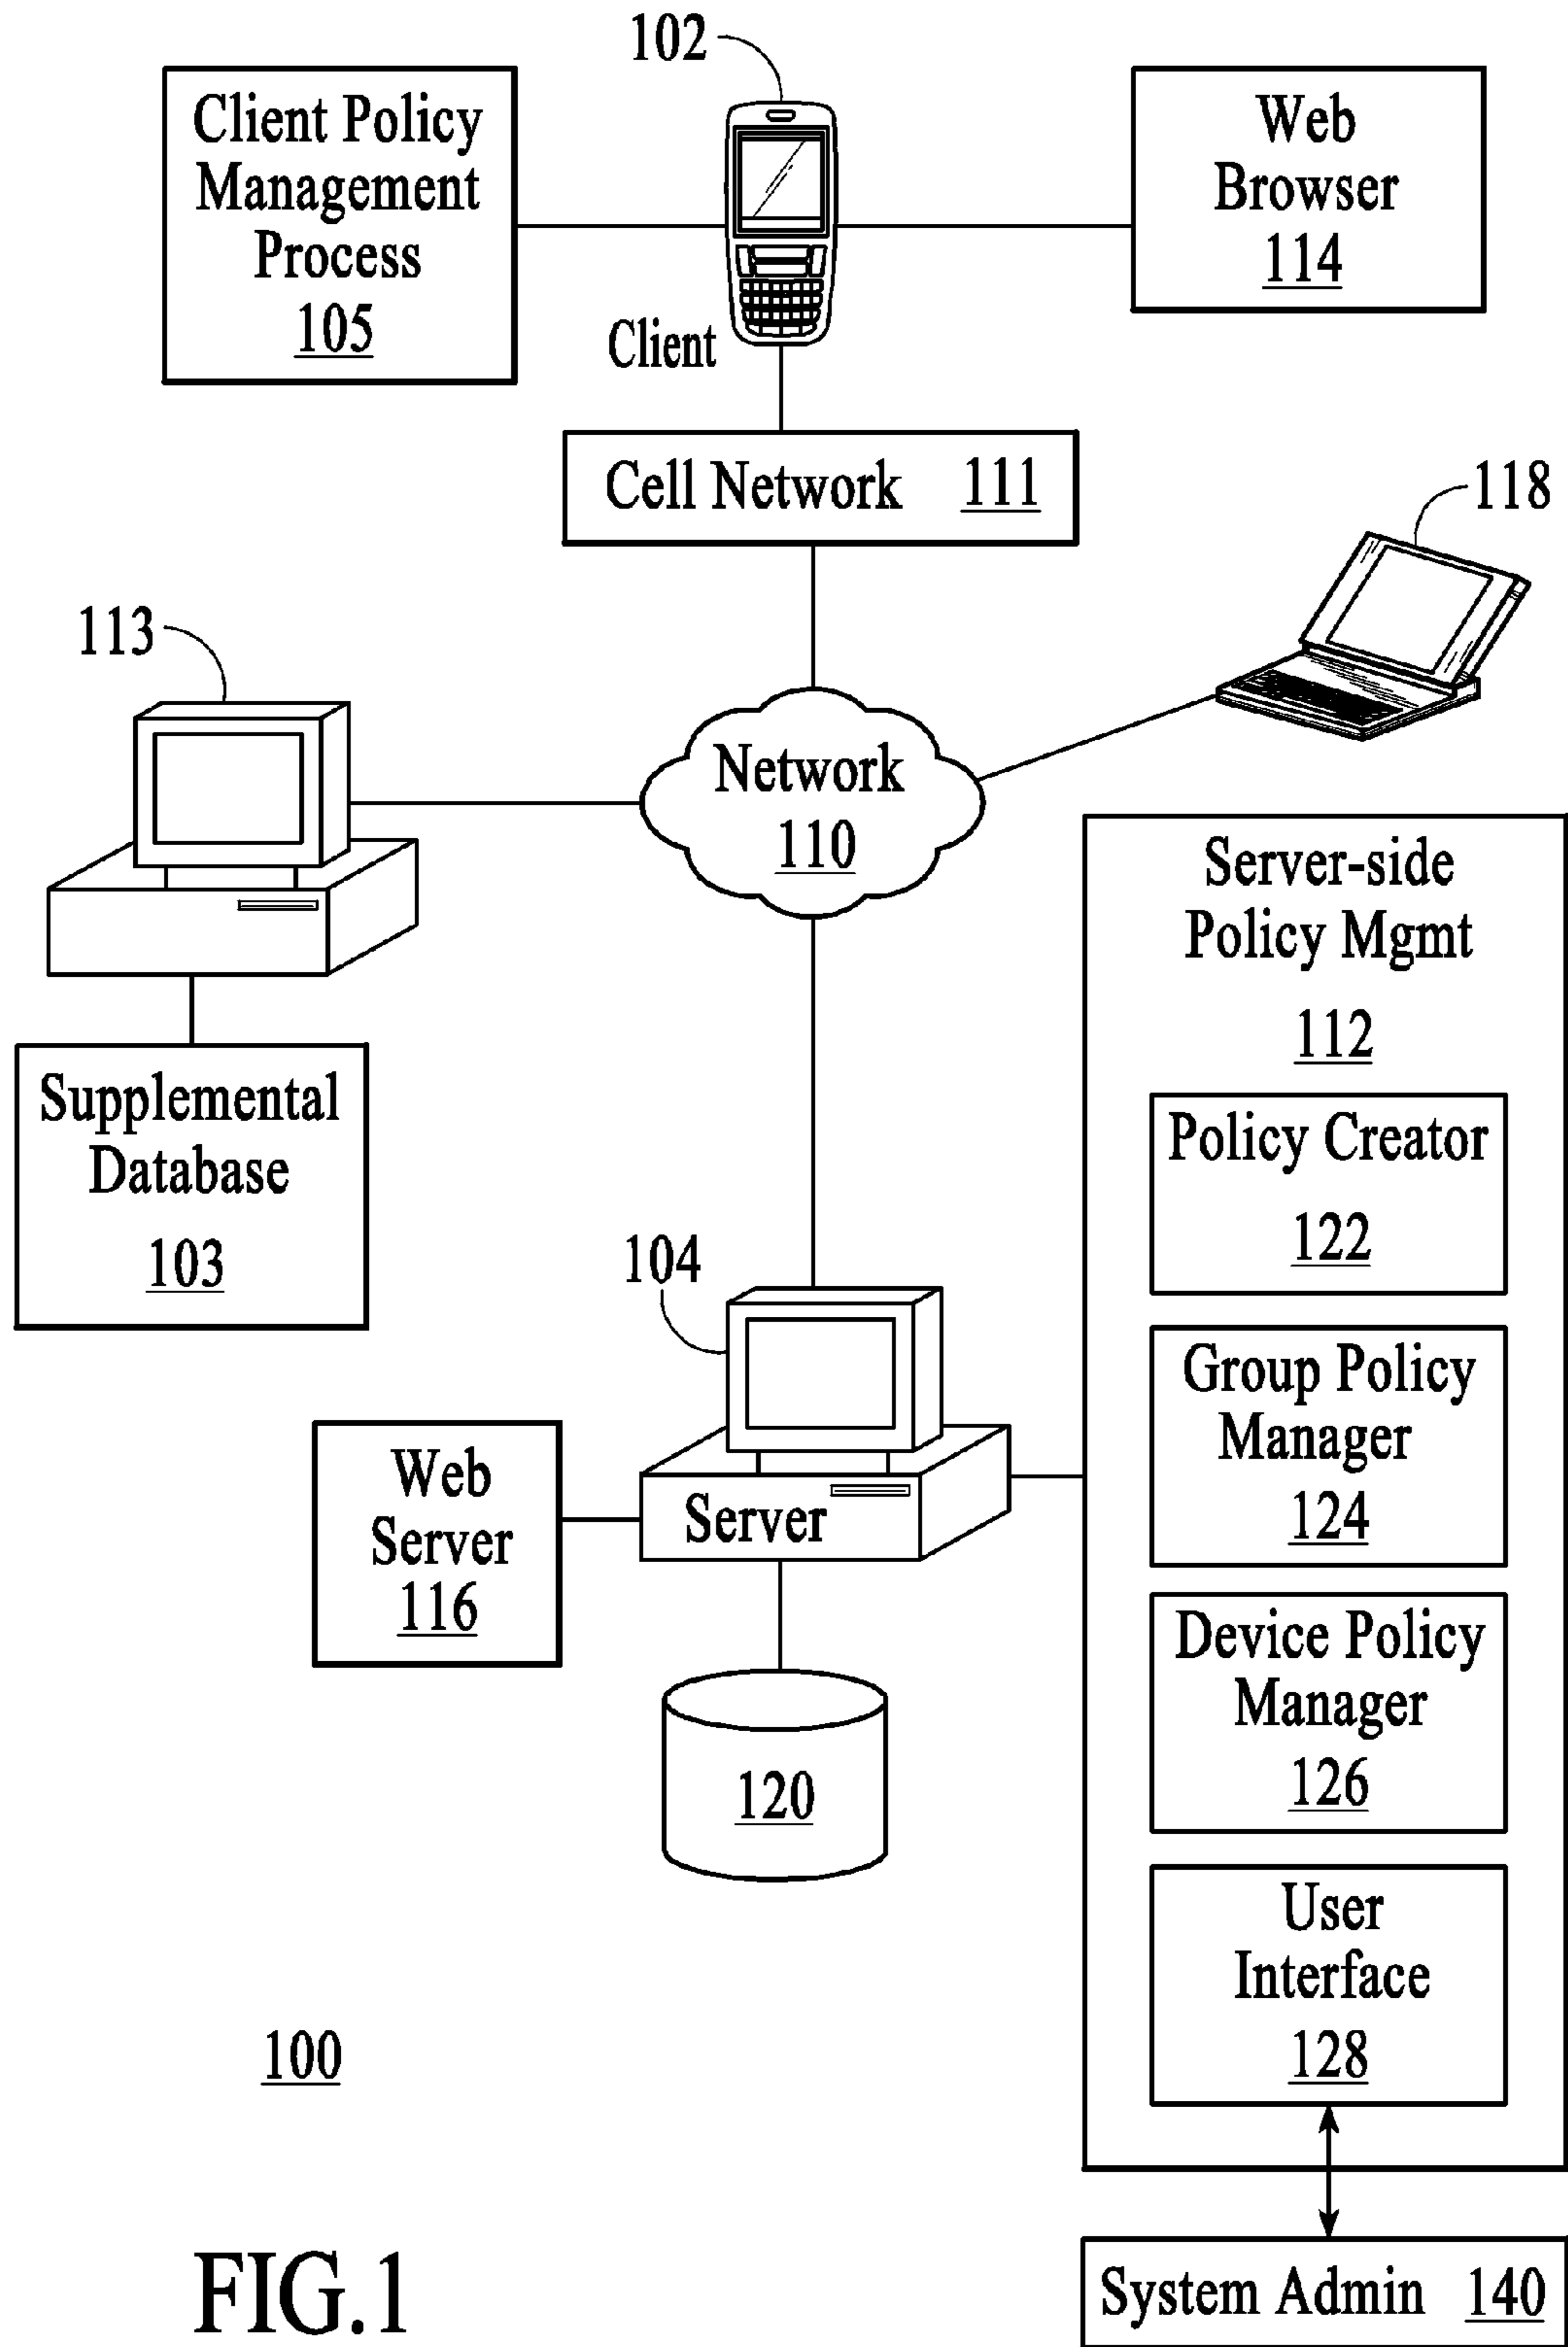 102
Client Policy
Management
Process
105
Web
Browser
114
Client
Cell Network 111
118
113
Network
110
Server-side
Policy Mgmt
112
Supplemental
Database
103
Policy Creator
122
104
Group Policy
Manager
124
Web
Server
116
Server
Device Policy
Manager
126
120
User
Interface
128
100
System Admin 140
FIG.1